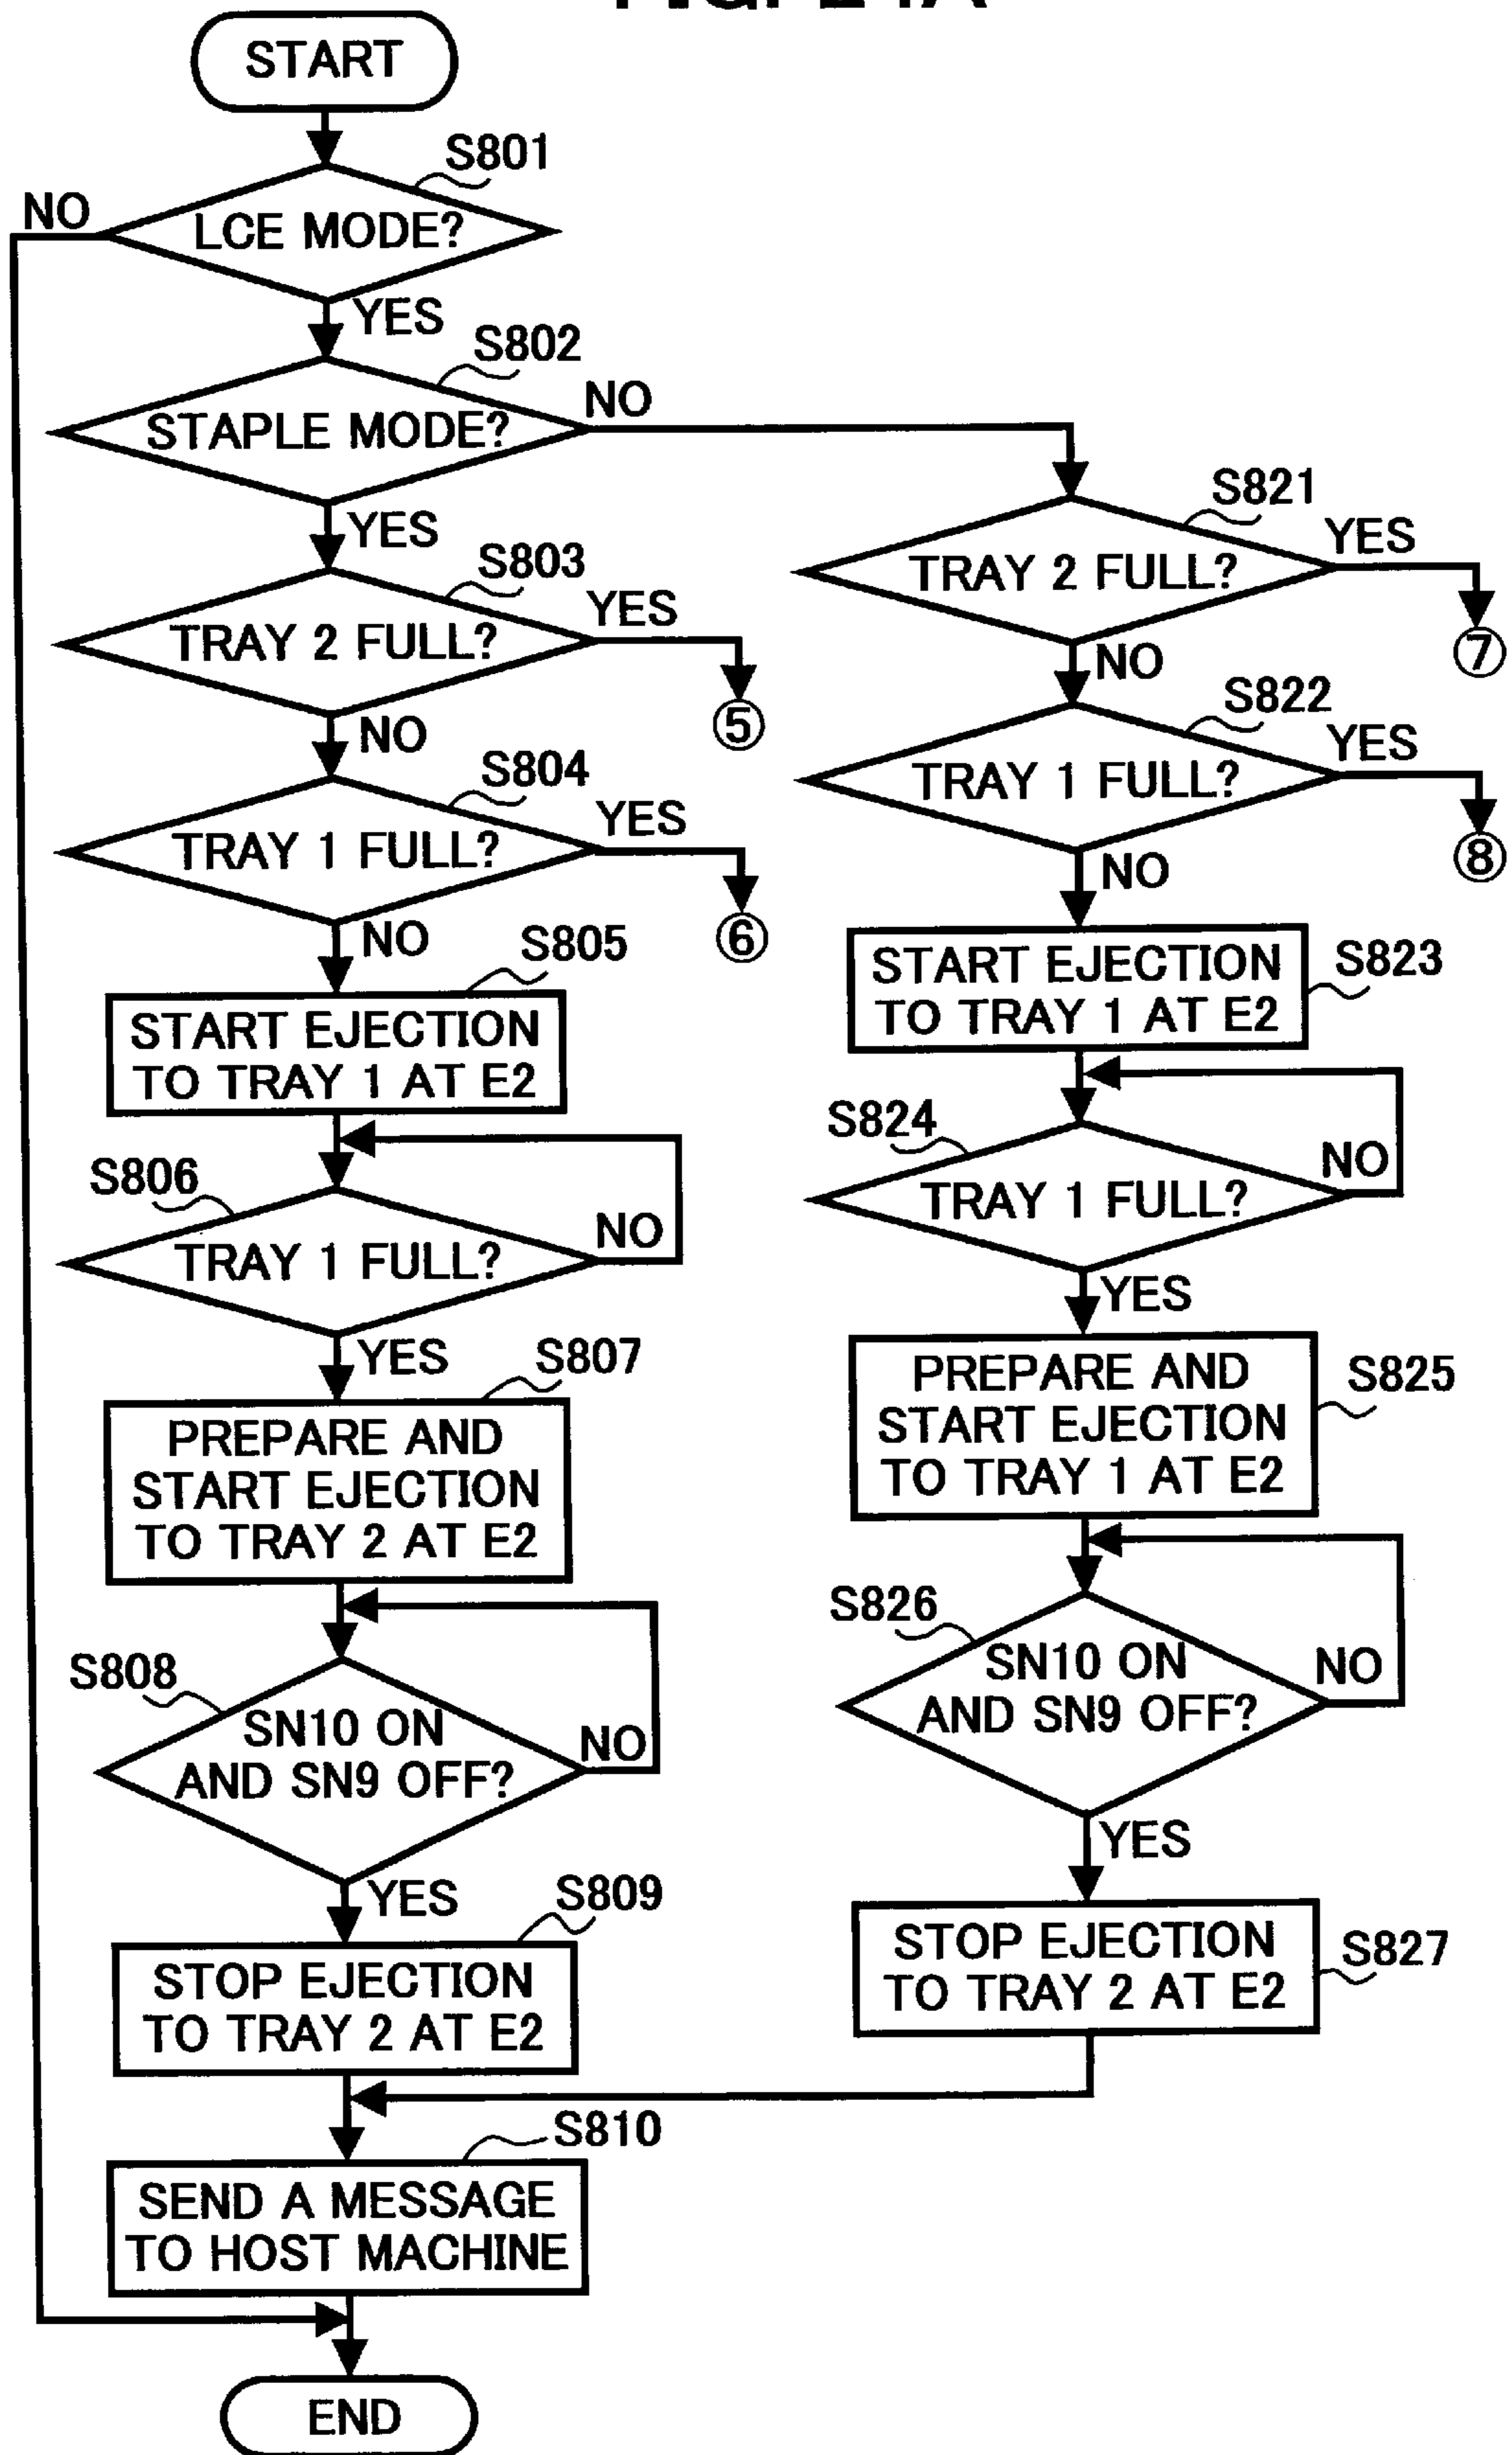 START
S801
NO
LCE MODE?
YES
S802
NO
STAPLE MODE?
YES
S803
YES
TRAY 2 FULL?
5
NO
S804
YES
TRAY 1 FULL?
6
NO
S805
START EJECTION
TO TRAY 1 AT E2
S806
NO
TRAY 1 FULL?
YES
S807
PREPARE AND
START EJECTION
TO TRAY 2 AT E2
S808
SN10 ON
AND SN9 OFF?
NO
YES
S809
STOP EJECTION
TO TRAY 2 AT E2
S821
YES
TRAY 2 FULL?
7
NO
S822
YES
TRAY 1 FULL?
8
NO
START EJECTION
TO TRAY 1 AT E2
S823
S824
NO
TRAY 1 FULL?
YES
PREPARE AND
START EJECTION
TO TRAY 1 AT E2
S825
S826
SN10 ON
AND SN9 OFF?
NO
YES
STOP EJECTION
TO TRAY 2 AT E2
S827
S810
SEND A MESSAGE
TO HOST MACHINE
END